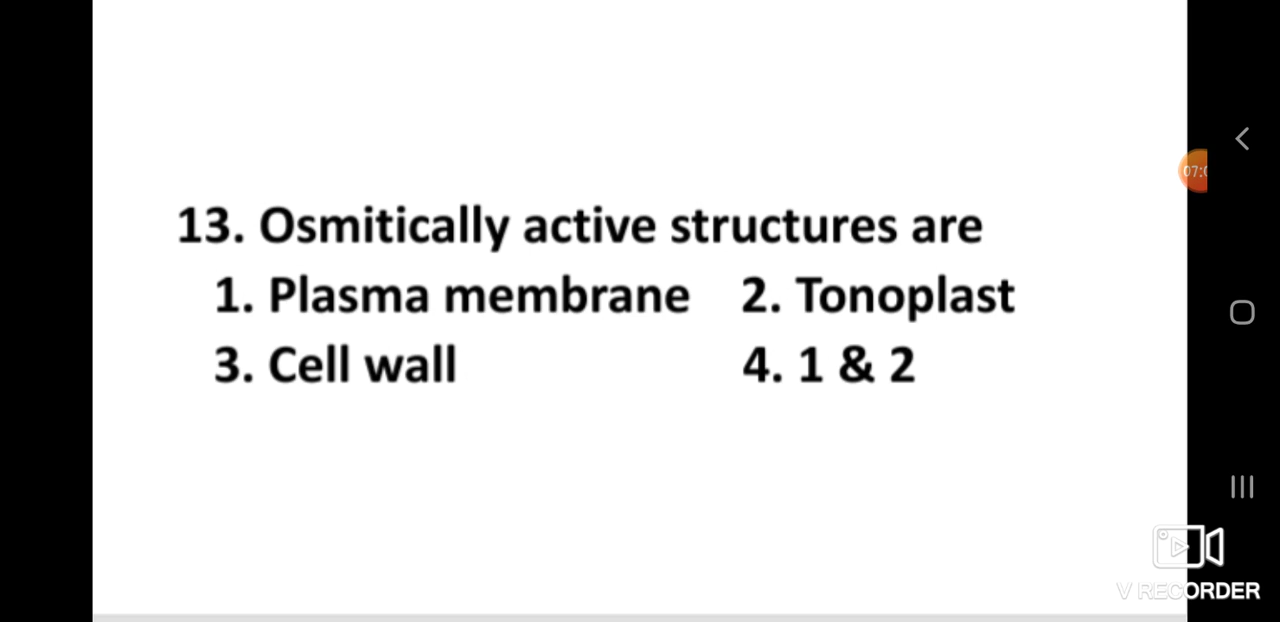 13. Osmitically active structures are
1. Plasma membrane 2. Tonoplast
3. Cell wall 4. 1 & 2
V RECORDER